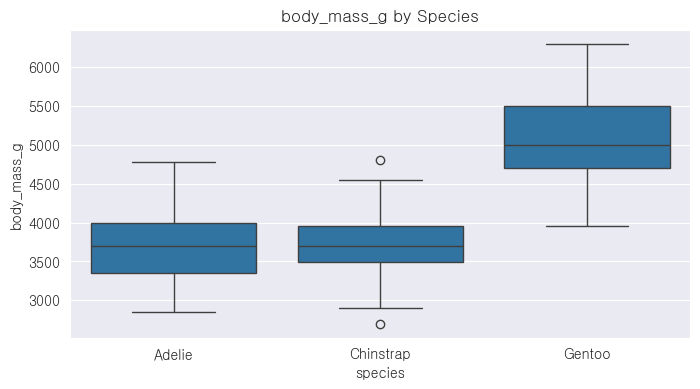 body_mass_g by Species
body_mass_g
6000
5500
5000
4500
4000
3500
3000
Adelie
Chinstrap
Gentoo
species